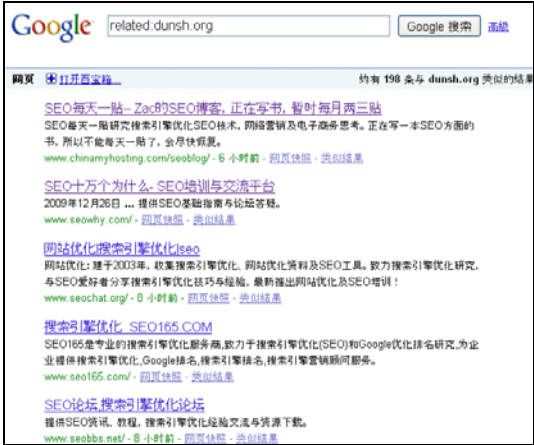 Google related:dunsh.org Google 搜索 高级
网页 打开百宝箱... 约有 198 条与 dunsh.org 类似的结果
SEO每天一贴-- Zac的SEO博客, 正在写书, 暂时每月两三贴
SEO每天一贴研究搜索引擎优化SEO技术, 网络营销及电子商务思考。正在写一本SEO方面的
书, 所以不能每天一贴了, 会尽快恢复。
www.chinamyhosting.com/seoblog/ - 6 小时前 - 网页快照 - 类似结果
SEO十万个为什么- SEO培训与交流平台
2009年12月26日 ... 提供SEO基础指南与论坛答疑。
www.seowhy.com/ - 网页快照 - 类似结果
网站优化|搜索引擎优化|seo
网站优化: 建于2003年, 收集搜索引擎优化、网站优化资料及SEO工具。致力搜索引擎优化研究,
与SEO爱好者分享搜索引擎优化技巧与经验, 最新推出网站优化及SEO培训!
www.seochat.org/ - 8 小时前 - 网页快照 - 类似结果
搜索引擎优化_SEO165.COM
SEO165是专业的搜索引擎优化服务商,致力于搜索引擎优化(SEO)和Google优化排名研究,为企
业提供搜索引擎优化,Google排名,搜索引擎排名,搜索引擎营销顾问服务。
www.seo165.com/ - 网页快照 - 类似结果
SEO论坛,搜索引擎优化论坛
提供SEO资讯、教程, 搜索引擎优化经验交流与资源下载。
www.seobbs.net/ - 8 小时前 - 网页快照 - 类似结果